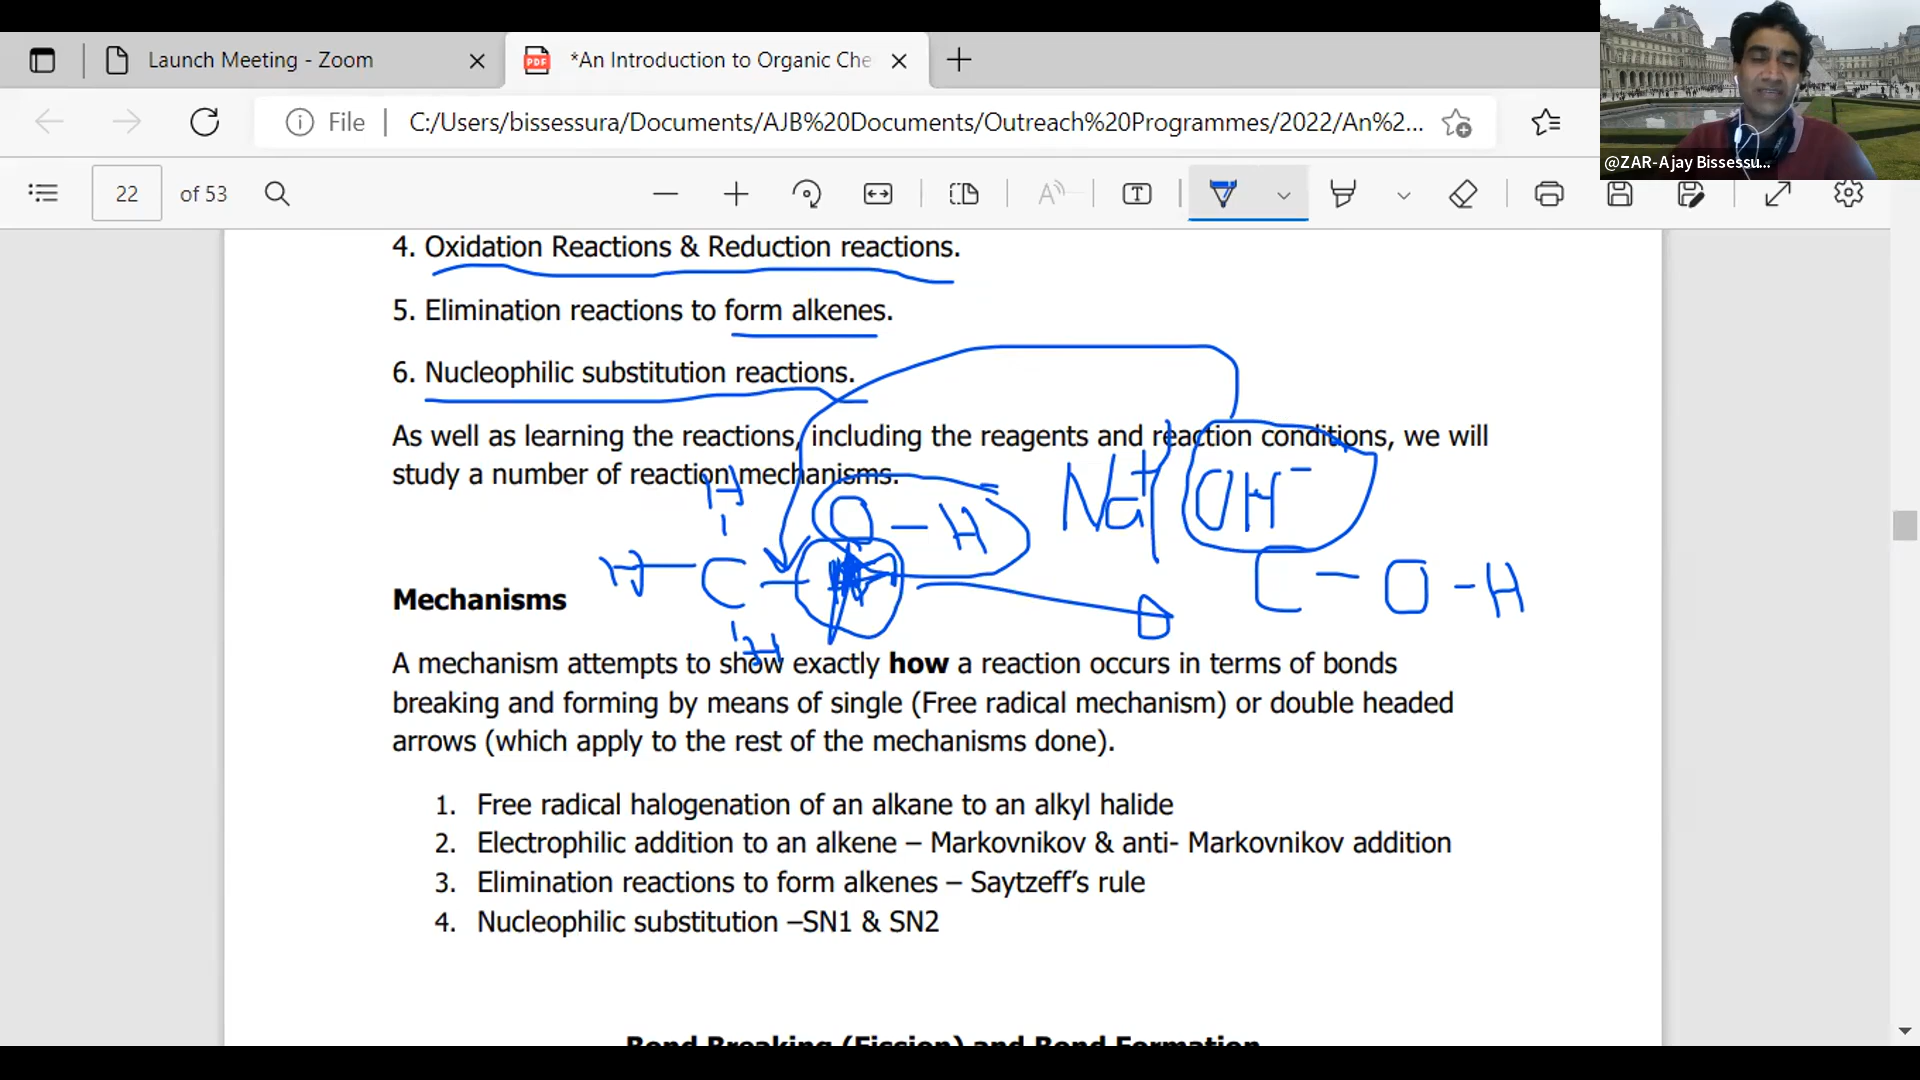 Launch Meeting - Zoom
*An Introduction to Organic Che
File
C:/Users/bissessura/Documents/AJB%20Documents/Outreach%20Programmes/2022/An%2...
@ZAR-Ajay Bissessu...
22 of 53
4. Oxidation Reactions & Reduction reactions.
5. Elimination reactions to form alkenes.
6. Nucleophilic substitution reactions.
As well as learning the reactions, including the reagents and reaction conditions, we will
study a number of reaction mechanisms.
H
O - H
Na+ OH-
H - C -
C - O - H
H
Mechanisms
A mechanism attempts to show exactly how a reaction occurs in terms of bonds
breaking and forming by means of single (Free radical mechanism) or double headed
arrows (which apply to the rest of the mechanisms done).
1. Free radical halogenation of an alkane to an alkyl halide
2. Electrophilic addition to an alkene – Markovnikov & anti- Markovnikov addition
3. Elimination reactions to form alkenes – Saytzeff's rule
4. Nucleophilic substitution –SN1 & SN2
Bond Breaking (Fission) and Bond Formation